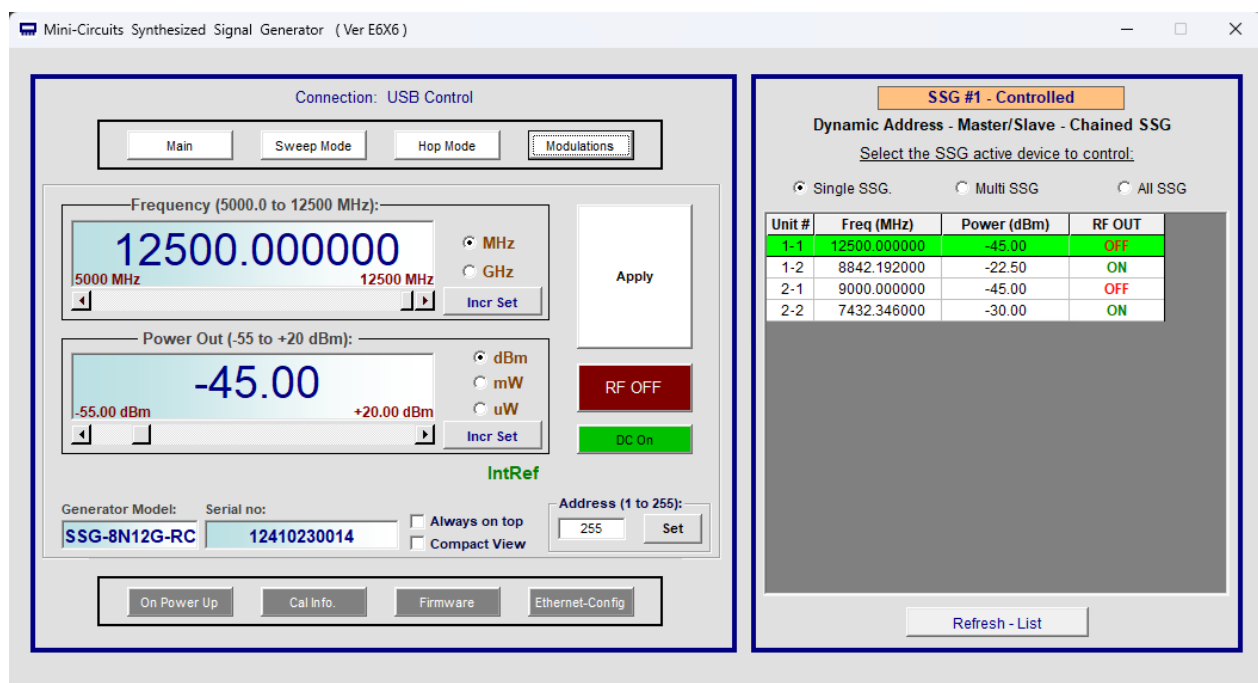 Mini-Circuits Synthesized Signal Generator ( Ver E6X6 )
Connection: USB Control
Main Sweep Mode Hop Mode Modulations
Frequency (5000.0 to 12500 MHz):
12500.000000
5000 MHz 12500 MHz
MHz
GHz
Incr Set
Apply
Power Out (-55 to +20 dBm):
-45.00
-55.00 dBm +20.00 dBm
dBm
mW
uW
Incr Set
RF OFF
DC On
IntRef
Generator Model: Serial no:
SSG-8N12G-RC 12410230014
Always on top
Compact View
Address (1 to 255):
255 Set
On Power Up Cal Info. Firmware Ethernet-Config
SSG #1 - Controlled
Dynamic Address - Master/Slave - Chained SSG
Select the SSG active device to control:
Single SSG. Multi SSG All SSG
Unit # Freq (MHz) Power (dBm) RF OUT
1-1 12500.000000 -45.00 OFF
1-2 8842.192000 -22.50 ON
2-1 9000.000000 -45.00 OFF
2-2 7432.346000 -30.00 ON
Refresh - List